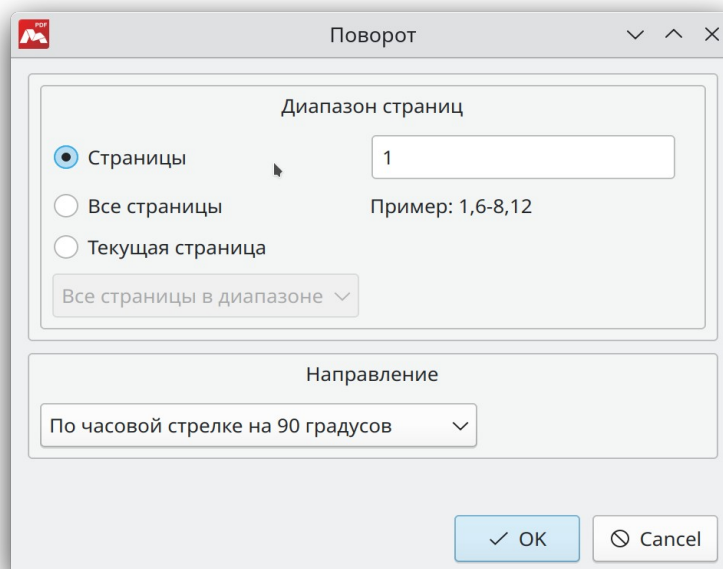 PDF
Поворот
Диапазон страниц
Страницы
1
Все страницы
Пример: 1,6-8,12
Текущая страница
Все страницы в диапазоне
Направление
По часовой стрелке на 90 градусов
OK
Cancel